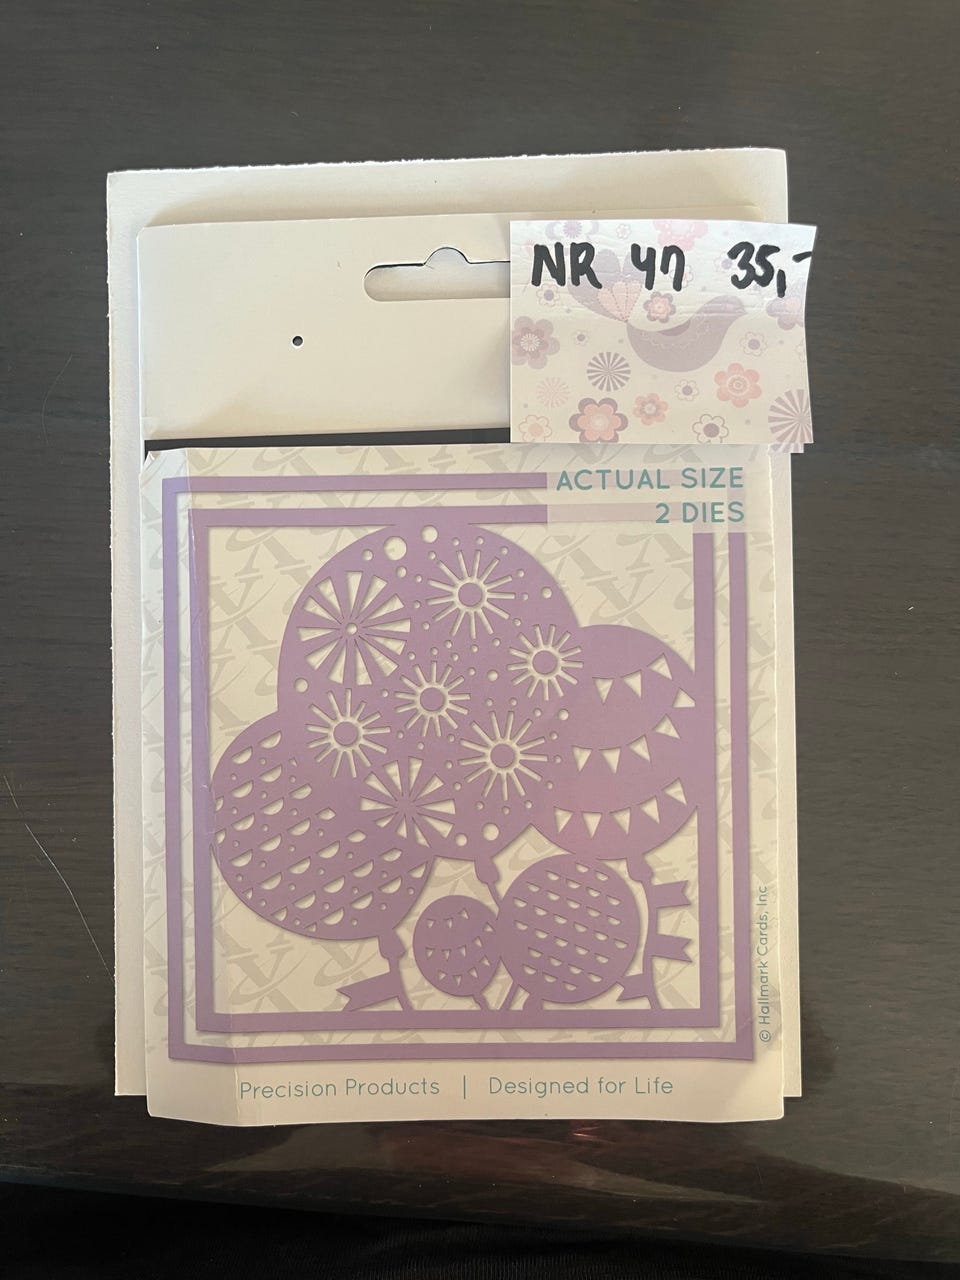 NR 47 35,-
ACTUAL SIZE
2 DIES
© Hallmark Cards, Inc
Precision Products | Designed for Life